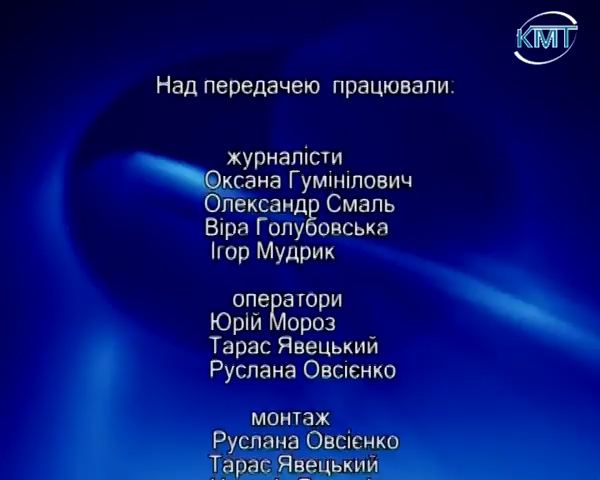 КМТ
Над передачею працювали:
журналісти
Оксана Гумінілович
Олександр Смаль
Віра Голубовська
Ігор Мудрик
оператори
Юрій Мороз
Тарас Явецький
Руслана Овсієнко
монтаж
Руслана Овсієнко
Тарас Явецький